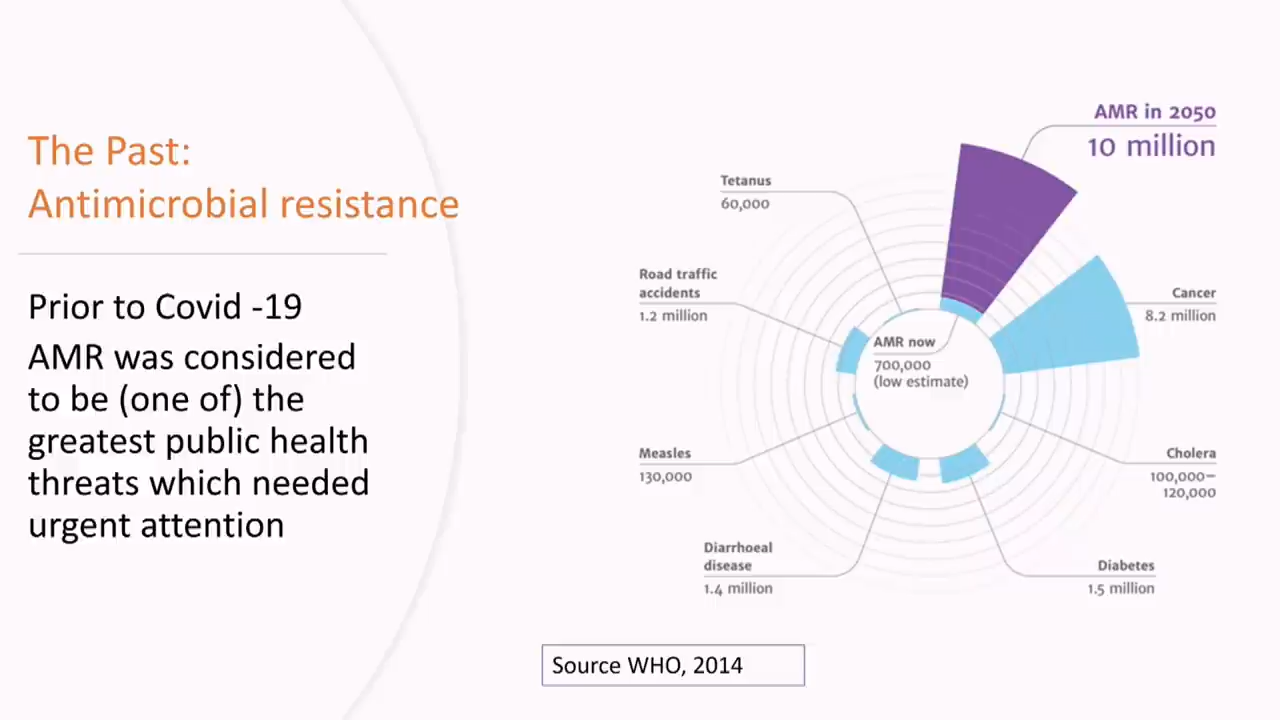 The Past:
Antimicrobial resistance
Prior to Covid -19
AMR was considered
to be (one of) the
greatest public health
threats which needed
urgent attention
AMR in 2050
10 million
Tetanus
60,000
Road traffic
accidents
1.2 million
Cancer
8.2 million
AMR now
700,000
(low estimate)
Measles
130,000
Cholera
100,000–
120,000
Diarrhoeal
disease
1.4 million
Diabetes
1.5 million
Source WHO, 2014